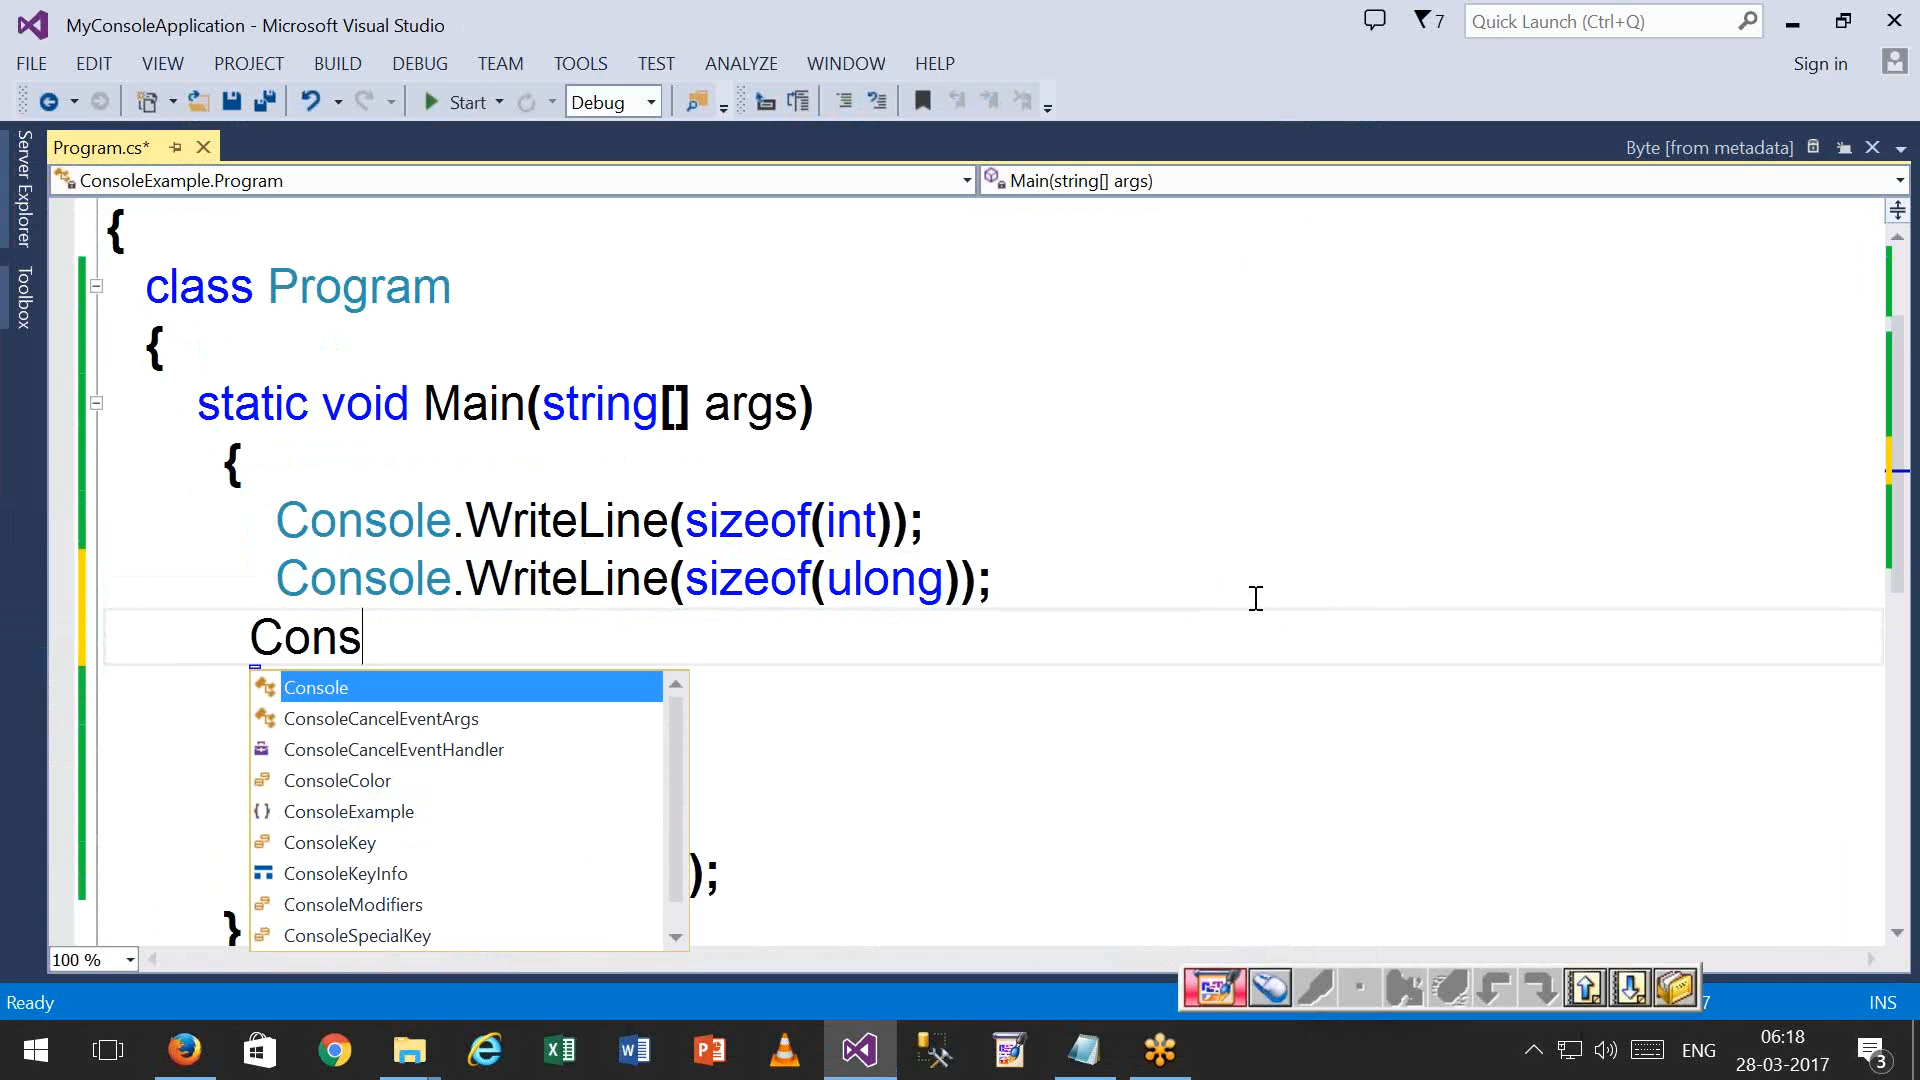 MyConsoleApplication - Microsoft Visual Studio
7
Quick Launch (Ctrl+Q)
FILE EDIT VIEW PROJECT BUILD DEBUG TEAM TOOLS TEST ANALYZE WINDOW HELP
Sign in
Start
Debug
Server Explorer
Toolbox
Program.cs*
Byte [from metadata]
ConsoleExample.Program
Main(string[] args)
{
class Program
{
static void Main(string[] args)
{
Console.WriteLine(sizeof(int));
Console.WriteLine(sizeof(ulong));
Cons
Console
ConsoleCancelEventArgs
ConsoleCancelEventHandler
ConsoleColor
ConsoleExample
ConsoleKey
ConsoleKeyInfo
);
ConsoleModifiers
}
ConsoleSpecialKey
100 %
Ready
7
INS
ENG
06:18
28-03-2017
3